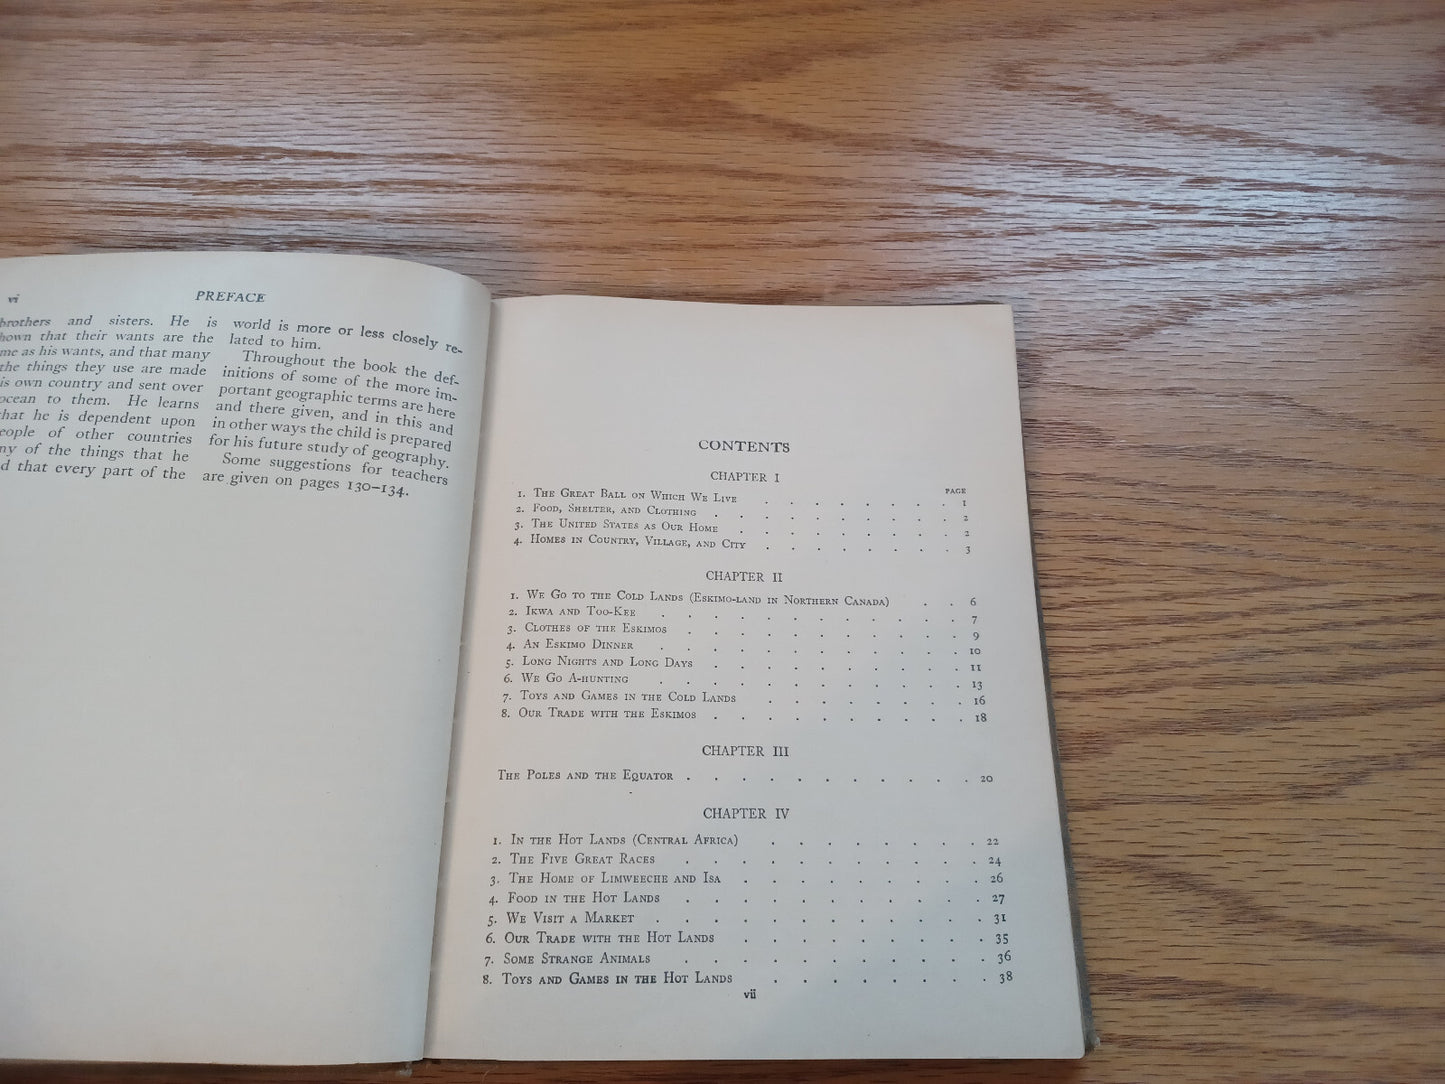 vi
PREFACE
brothers and sisters. He is
that their wants are the
as his wants, and that many
the things they use are made
own country and sent over
ocean to them. He learns
that he is dependent upon
of other countries
of the things that he
that every part of the
world is more or less closely re-
lated to him.
Throughout the book the def-
initions of some of the more im-
portant geographic terms are here
and there given, and in this and
in other ways the child is prepared
for his future study of geography.
Some suggestions for teachers
are given on pages 130–134.
CONTENTS
CHAPTER I
PAGE
1. The Great Ball on Which We Live . . . . . . . . 1
2. Food, Shelter, and Clothing . . . . . . . . . . 2
3. The United States as Our Home . . . . . . . . 2
4. Homes in Country, Village, and City . . . . . . . . 3
CHAPTER II
1. We Go to the Cold Lands (Eskimo-land in Northern Canada) . . 6
2. Ikwa and Too-Kee . . . . . . . . . . . . 7
3. Clothes of the Eskimos . . . . . . . . . . . 9
4. An Eskimo Dinner . . . . . . . . . . . . 10
5. Long Nights and Long Days . . . . . . . . . . 11
6. We Go A-hunting . . . . . . . . . . . . 13
7. Toys and Games in the Cold Lands . . . . . . . . 16
8. Our Trade with the Eskimos . . . . . . . . . . 18
CHAPTER III
The Poles and the Equator . . . . . . . . . . . 20
CHAPTER IV
1. In the Hot Lands (Central Africa) . . . . . . . . 22
2. The Five Great Races . . . . . . . . . . . 24
3. The Home of Limweeche and Isa . . . . . . . . . 26
4. Food in the Hot Lands . . . . . . . . . . . 27
5. We Visit a Market . . . . . . . . . . . . 31
6. Our Trade with the Hot Lands . . . . . . . . . 35
7. Some Strange Animals . . . . . . . . . . . 36
8. Toys and Games in the Hot Lands . . . . . . . . 38
vii